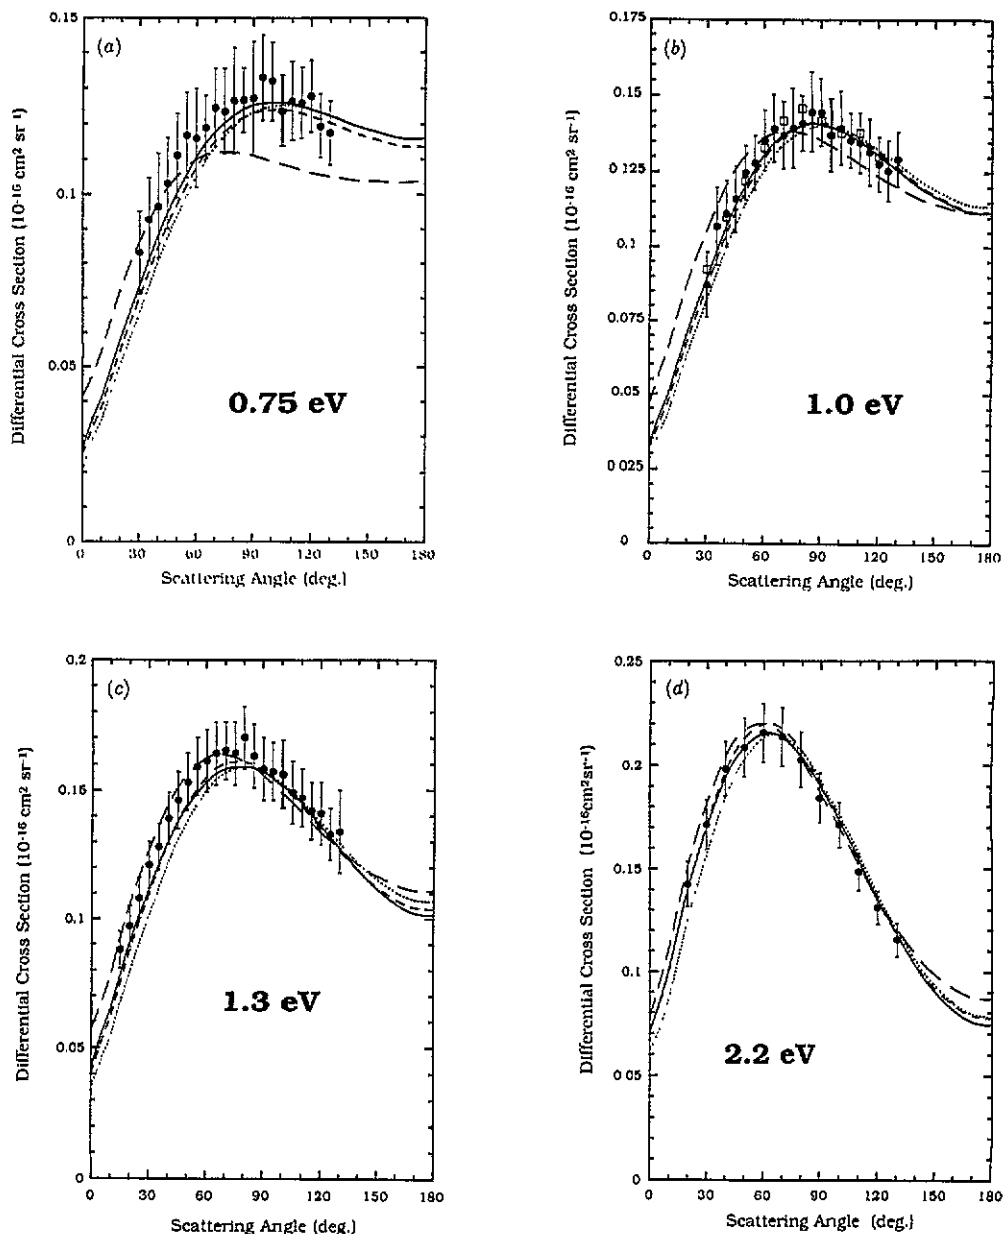 (a)
0.15
0.1
0.05
0
0 30 60 90 120 150 180
Differential Cross Section (10⁻¹⁶ cm² sr⁻¹)
Scattering Angle (deg.)
0.75 eV
(b)
0.175
0.15
0.125
0.1
0.075
0.05
0 025
0
0 30 60 90 120 150 180
Differential Cross Section (10⁻¹⁶ cm² sr⁻¹)
Scattering Angle (deg.)
1.0 eV
(c)
0.2
0.15
0.1
0.05
0
0 30 60 90 120 150 180
Differential Cross Section (10⁻¹⁶ cm² sr⁻¹)
Scattering Angle (deg.)
1.3 eV
(d)
0.25
0.2
0.15
0.1
0 05
0
0 30 60 90 120 150 180
Differential Cross Section (10⁻¹⁶cm²sr⁻¹)
Scattering Angle (deg.)
2.2 eV